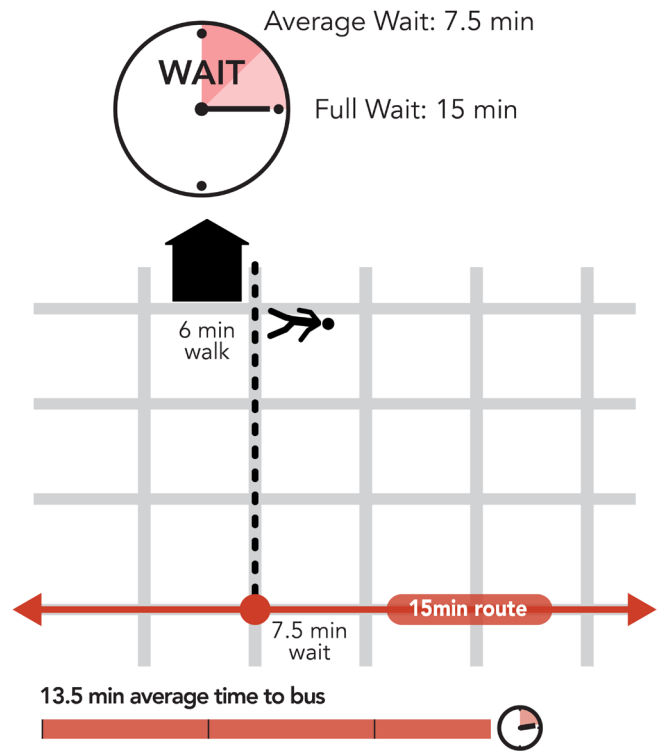 Average Wait: 7.5 min
WAIT
Full Wait: 15 min
6 min
walk
15min route
7.5 min
wait
13.5 min average time to bus